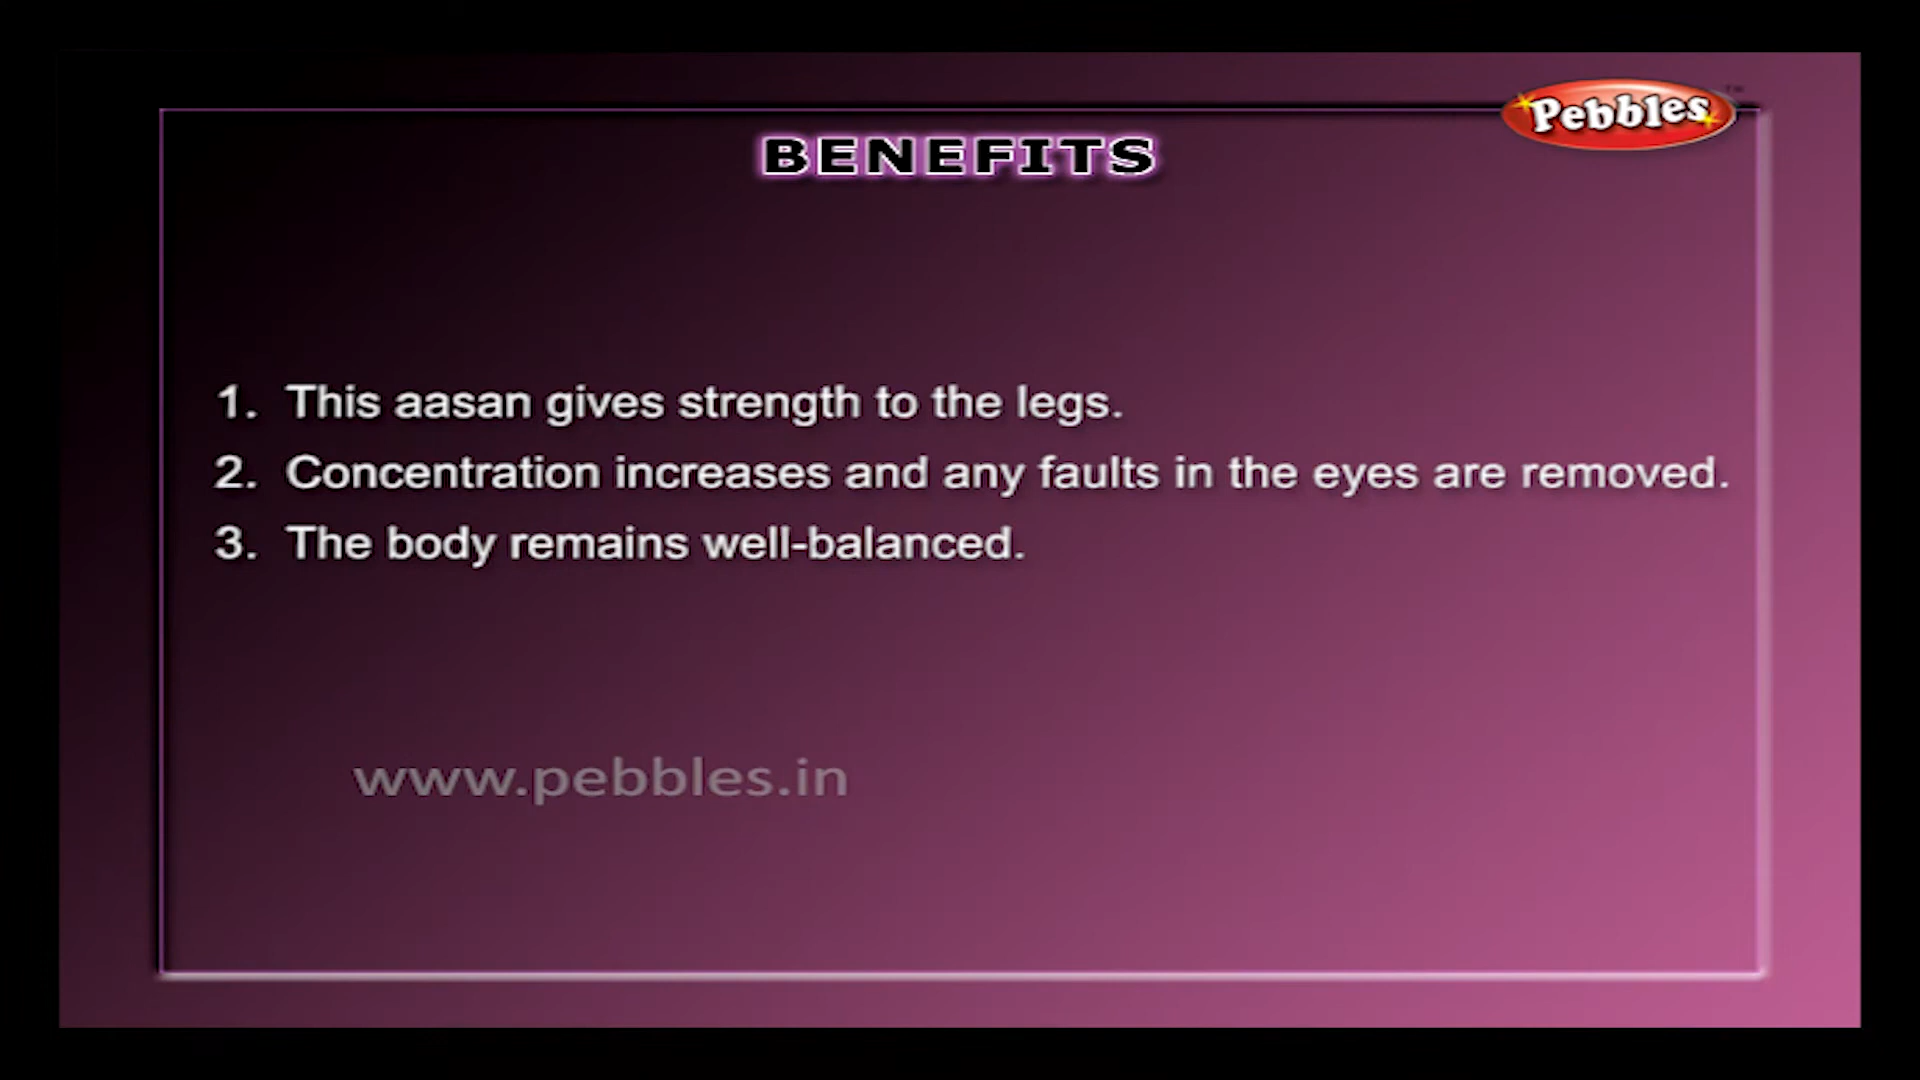 Pebbles™
BENEFITS
1. This aasan gives strength to the legs.
2. Concentration increases and any faults in the eyes are removed.
3. The body remains well-balanced.
www.pebbles.in